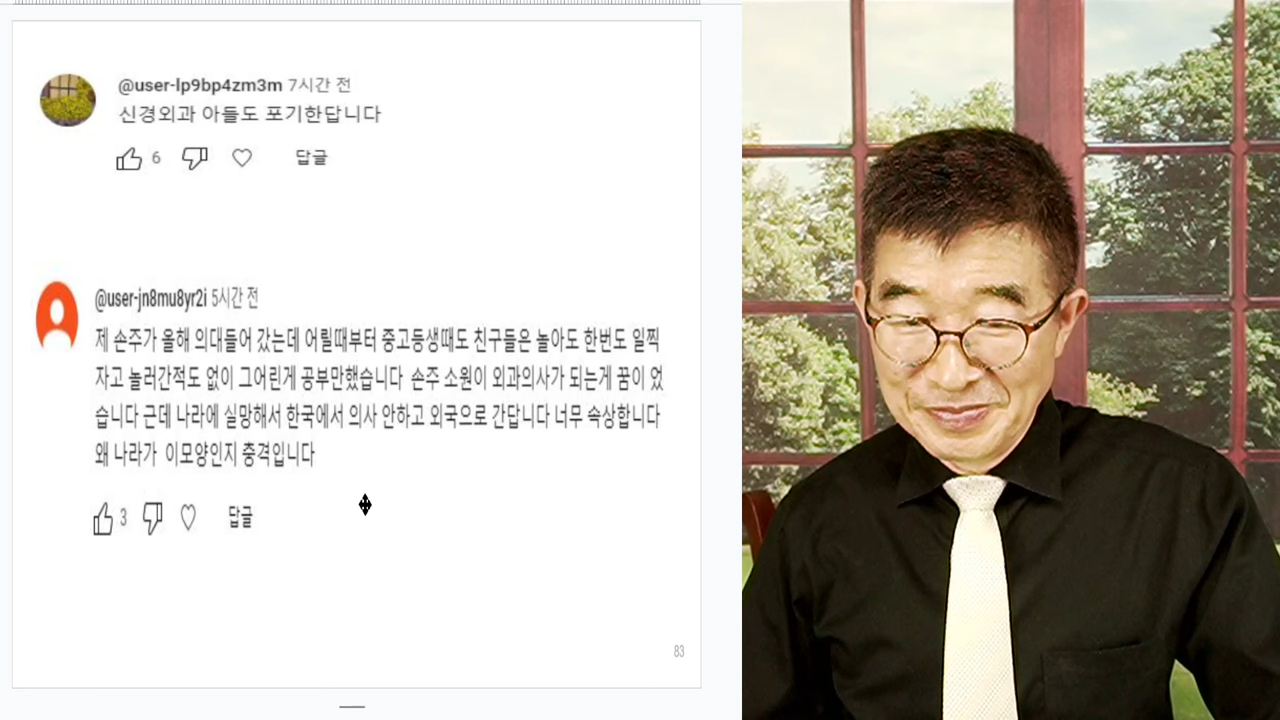 @user-lp9bp4zm3m 7시간 전
신경외과 아들도 포기한답니다
6 답글
@user-jn8mu8yr2i 5시간 전
제 손주가 올해 의대들어 갔는데 어릴때부터 중고등생때도 친구들은 놀아도 한번도 일찍
자고 놀러간적도 없이 그어린게 공부만했습니다 손주 소원이 외과의사가 되는게 꿈이 었
습니다 근데 나라에 실망해서 한국에서 의사 안하고 외국으로 간답니다 너무 속상합니다
왜 나라가 이모양인지 충격입니다
3 답글
83